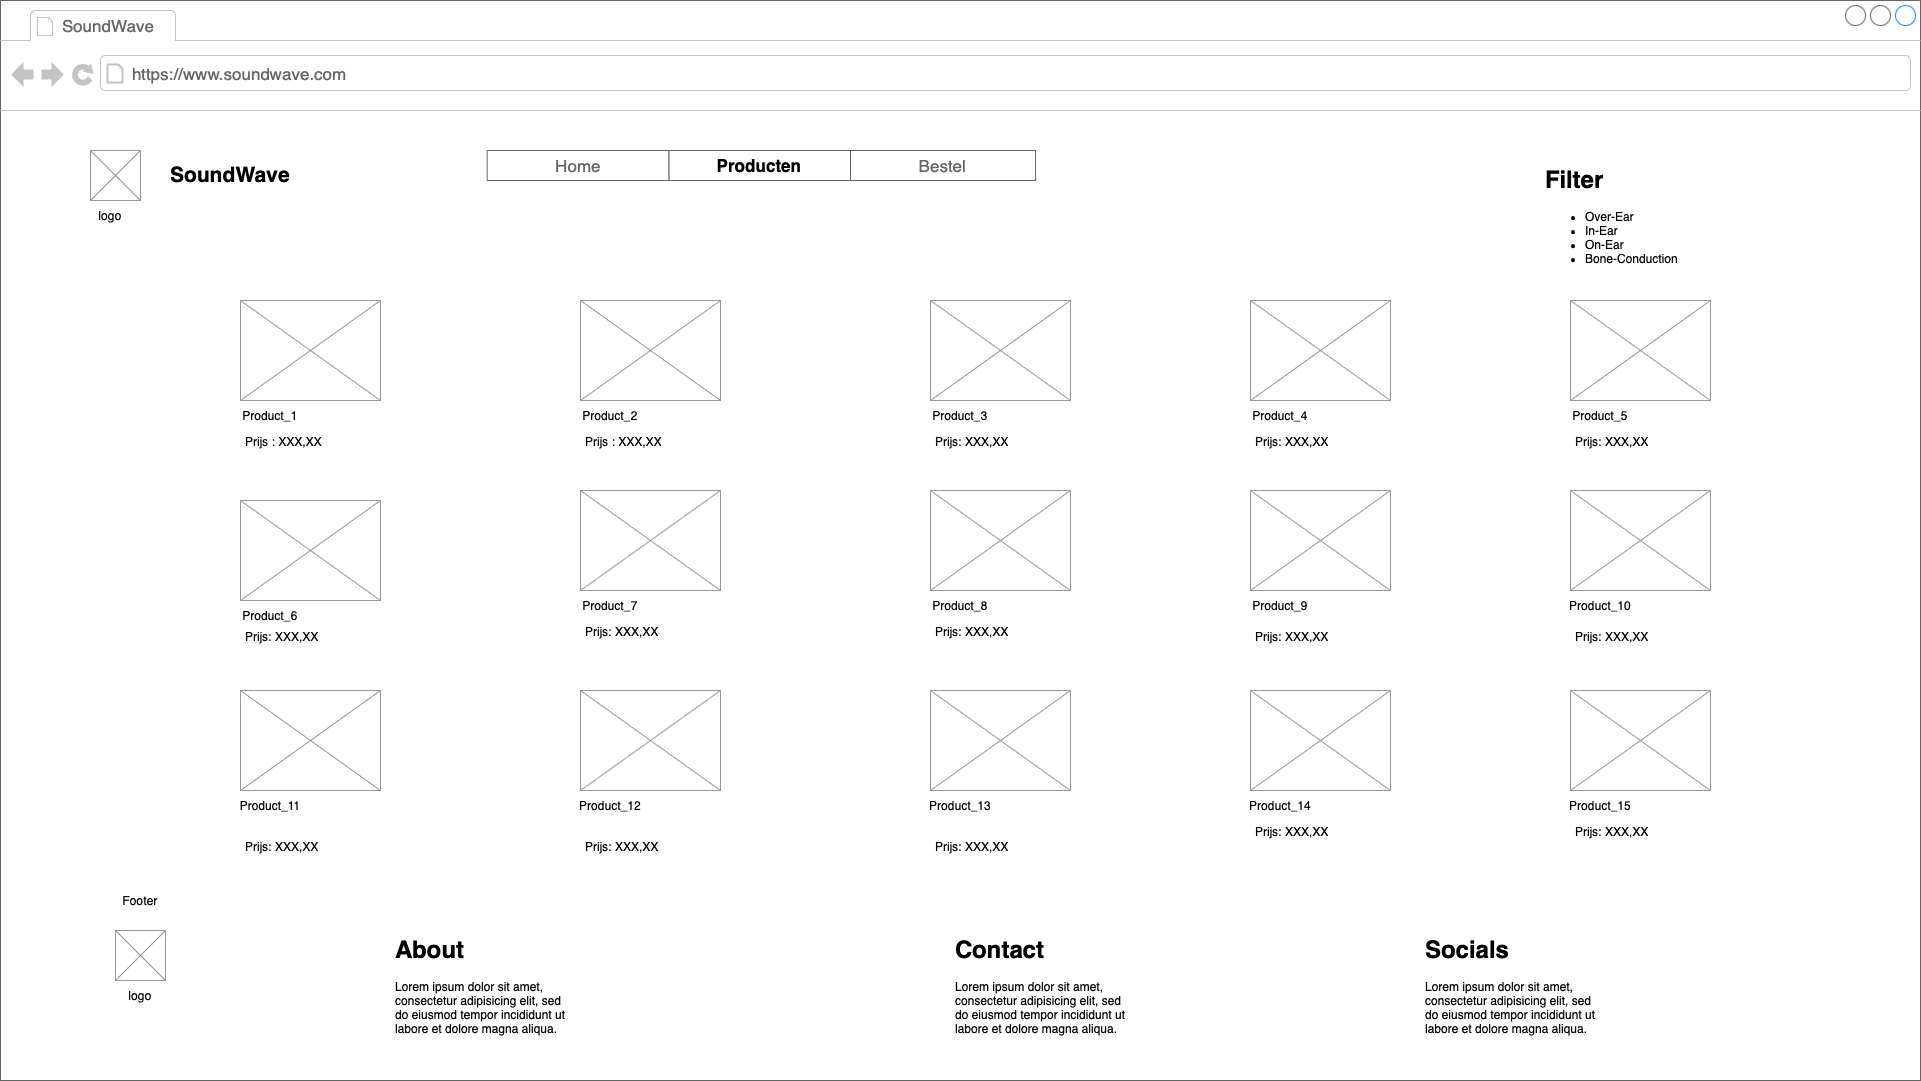 SoundWave
https://www.soundwave.com
SoundWave
logo
Home
Producten
Bestel
Filter
Over-Ear
In-Ear
On-Ear
Bone-Conduction
Product_1
Prijs : XXX,XX
Product_2
Prijs : XXX,XX
Product_3
Prijs: XXX,XX
Product_4
Prijs: XXX,XX
Product_5
Prijs: XXX,XX
Product_6
Prijs: XXX,XX
Product_7
Prijs: XXX,XX
Product_8
Prijs: XXX,XX
Product_9
Prijs: XXX,XX
Product_10
Prijs: XXX,XX
Product_11
Prijs: XXX,XX
Product_12
Prijs: XXX,XX
Product_13
Prijs: XXX,XX
Product_14
Prijs: XXX,XX
Product_15
Prijs: XXX,XX
Footer
logo
About
Lorem ipsum dolor sit amet,
consectetur adipisicing elit, sed
do eiusmod tempor incididunt ut
labore et dolore magna aliqua.
Contact
Lorem ipsum dolor sit amet,
consectetur adipisicing elit, sed
do eiusmod tempor incididunt ut
labore et dolore magna aliqua.
Socials
Lorem ipsum dolor sit amet,
consectetur adipisicing elit, sed
do eiusmod tempor incididunt ut
labore et dolore magna aliqua.